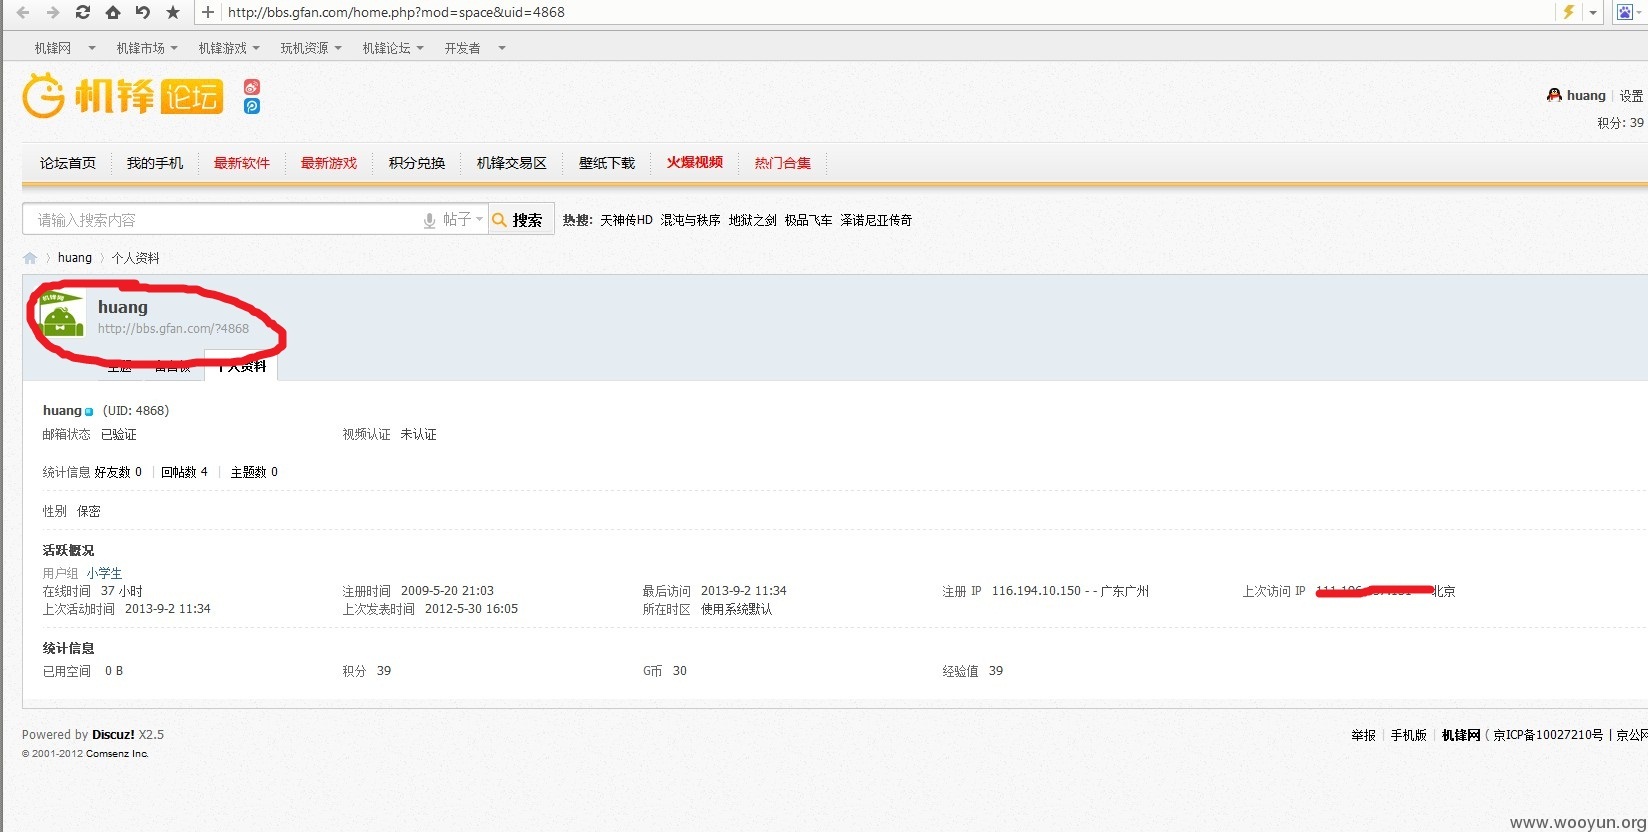 http://bbs.gfan.com/home.php?mod=space&uid=4868
机锋网 机锋市场 机锋游戏 玩机资源 机锋论坛 开发者
机锋论坛
huang 设置
积分: 39
论坛首页 我的手机 最新软件 最新游戏 积分兑换 机锋交易区 壁纸下载 火爆视频 热门合集
请输入搜索内容 帖子 搜索 热搜: 天神传HD 混沌与秩序 地狱之剑 极品飞车 泽诺尼亚传奇
huang 个人资料
机锋网
huang
http://bbs.gfan.com/?4868
主题 留言板 个人资料
huang (UID: 4868)
邮箱状态 已验证 视频认证 未认证
统计信息 好友数 0 回帖数 4 主题数 0
性别 保密
活跃概况
用户组 小学生
在线时间 37 小时 注册时间 2009-5-20 21:03 最后访问 2013-9-2 11:34 注册 IP 116.194.10.150 - - 广东广州 上次访问 IP 北京
上次活动时间 2013-9-2 11:34 上次发表时间 2012-5-30 16:05 所在时区 使用系统默认
统计信息
已用空间 0 B 积分 39 G币 30 经验值 39
Powered by Discuz! X2.5 举报 手机版 机锋网 ( 京ICP备10027210号 | 京公网
© 2001-2012 Comsenz Inc.
www.wooyun.org